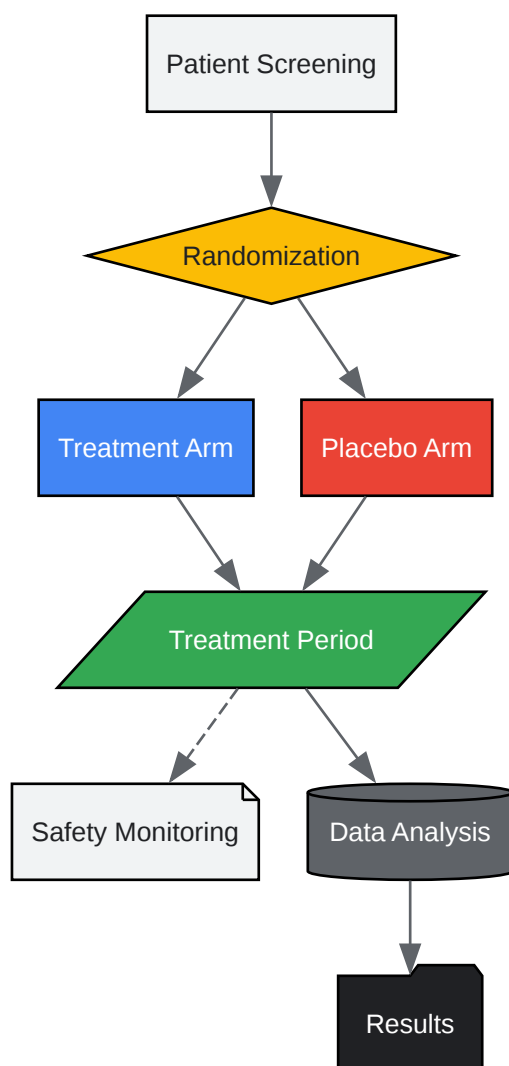 Patient Screening
Randomization
Treatment Arm
Placebo Arm
Treatment Period
Safety Monitoring
Data Analysis
Results